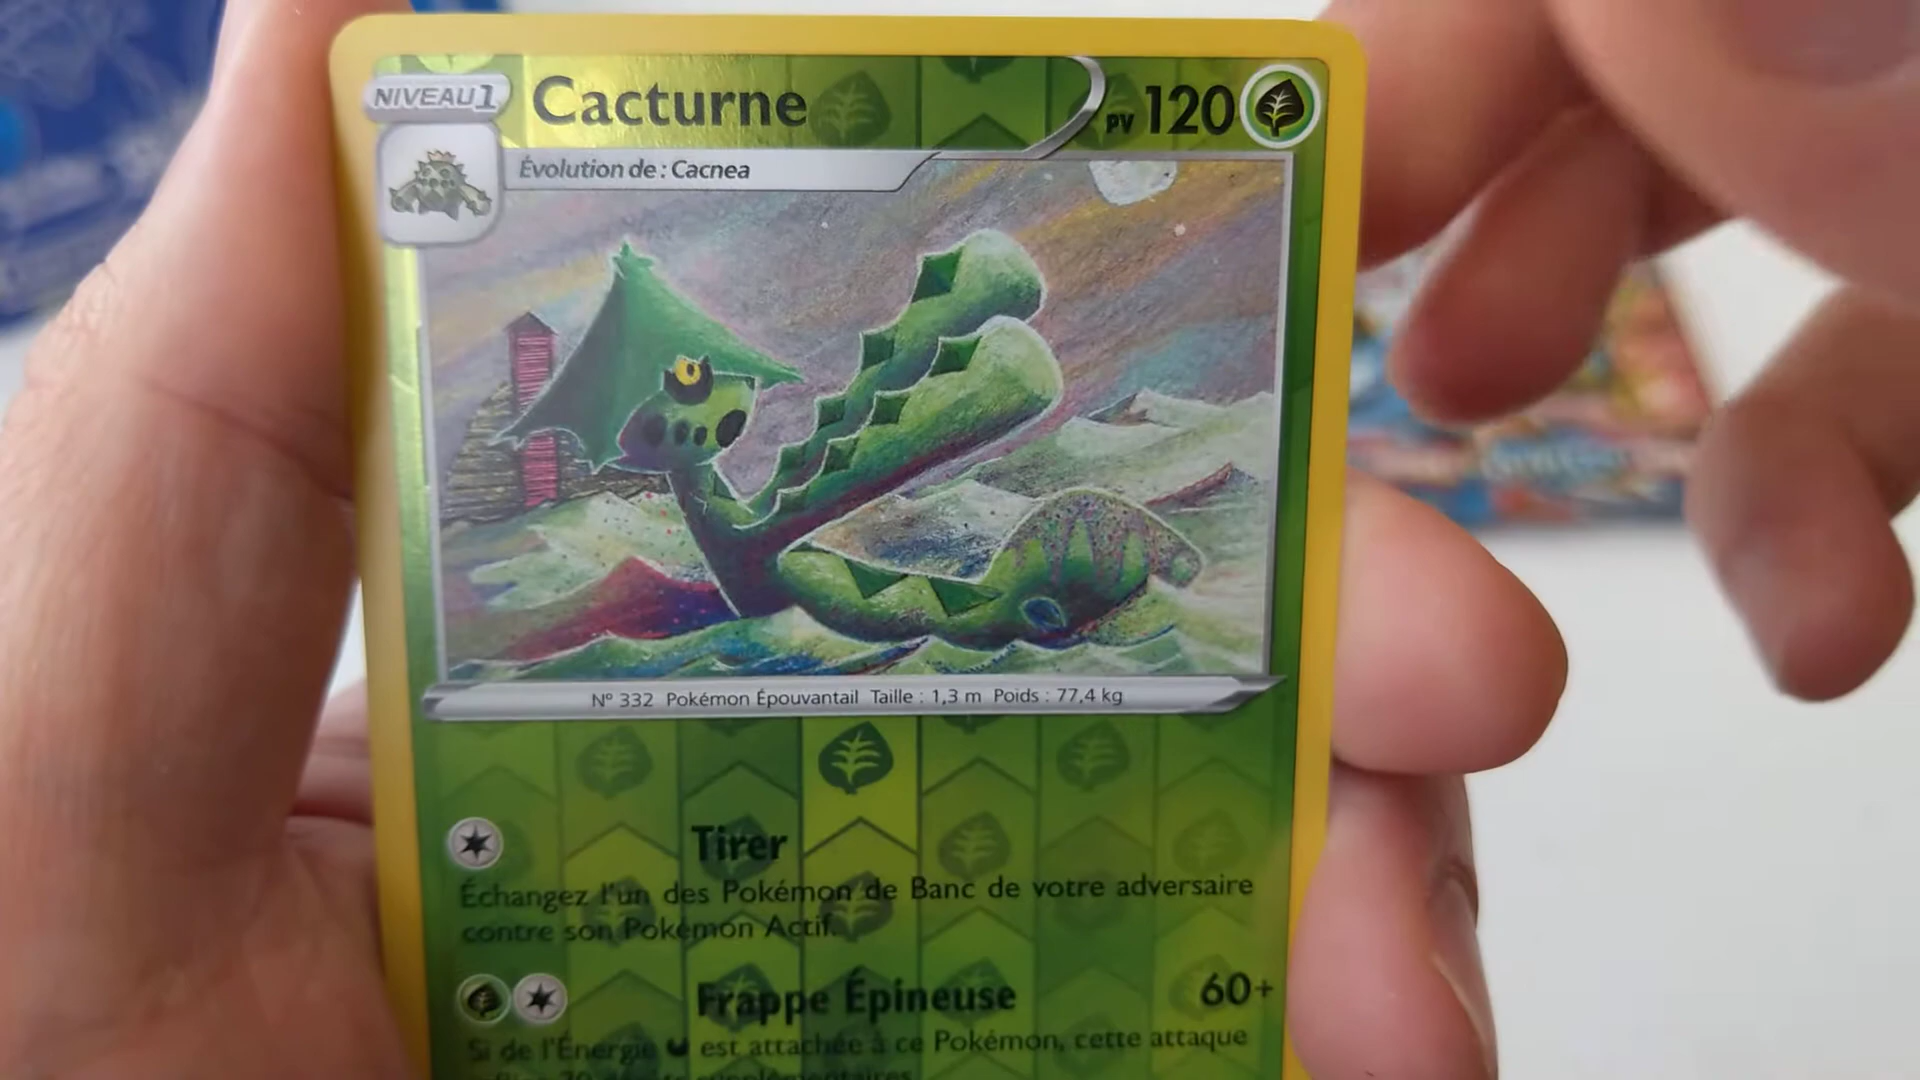 NIVEAU 1
Cacturne
PV 120
Évolution de : Cacnea
Nº 332 Pokémon Épouvantail Taille : 1,3 m Poids : 77,4 kg
Tirer
Échangez l'un des Pokémon de Banc de votre adversaire
contre son Pokémon Actif.
Frappe Épineuse 60+
Si de l'Énergie est attachée à ce Pokémon, cette attaque
supplémentaires.